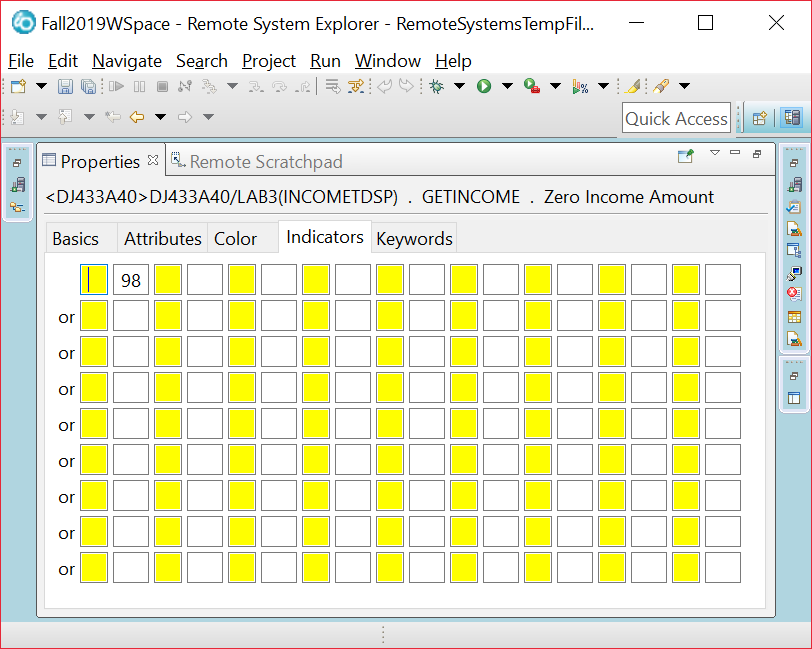 Fall2019WSpace - Remote System Explorer - RemoteSystemsTempFil...
File Edit Navigate Search Project Run Window Help
Quick Access
Properties Remote Scratchpad
<DJ433A40>DJ433A40/LAB3(INCOMETDSP) . GETINCOME . Zero Income Amount
Basics Attributes Color Indicators Keywords
98
or
or
or
or
or
or
or
or